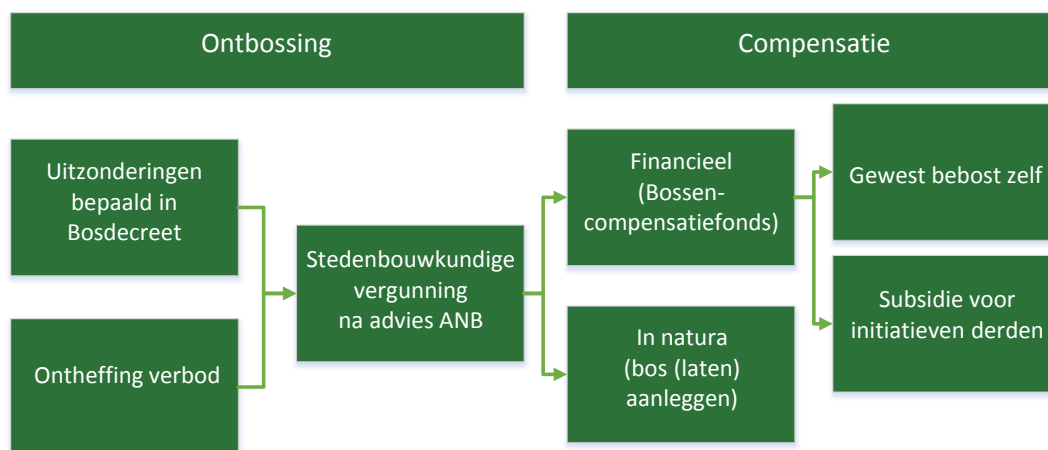 Ontbossing
Compensatie
Uitzonderingen
bepaald in
Bosdecreet
Ontheffing verbod
Stedenbouwkundige
vergunning
na advies ANB
Financieel
(Bossen-
compensatiefonds)
In natura
(bos (laten)
aanleggen)
Gewest bebost zelf
Subsidie voor
initiatieven derden